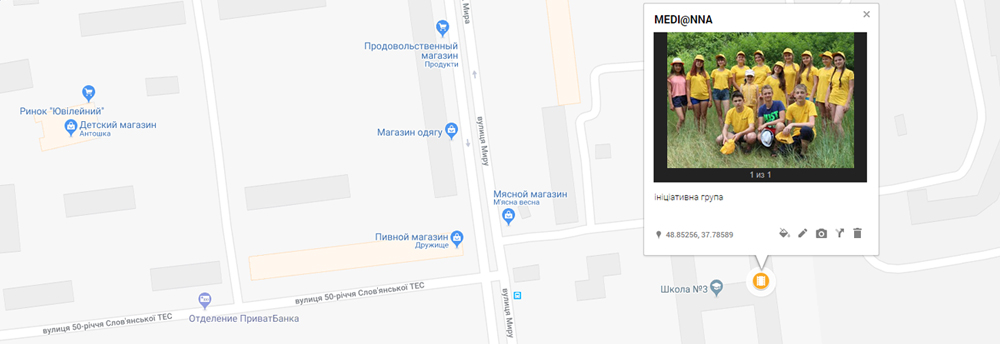 Мира
Продовольственный
магазин
Продукти
Ринок "Ювілейний"
Детский магазин
Антошка
Магазин одягу
вулиця Миру
Мясной магазин
М'ясна весна
Пивной магазин
Дружище
вулиця 50-річчя Слов'янської ТЕС
Отделение ПриватБанка
вулиця 50-річчя Слов'янської ТЕС
вулиця Миру
Школа №3
MEDI@NNA
1 из 1
ініціативна група
48.85256, 37.78589